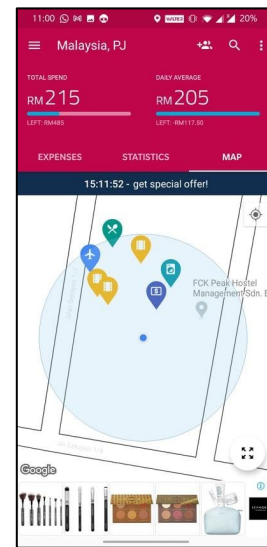 11:00
20%
Malaysia, PJ
TOTAL SPEND
RM215
LEFT: RM485
DAILY AVERAGE
RM205
LEFT: -RM117.50
EXPENSES STATISTICS MAP
15:11:52 - get special offer!
FCK Peak Hostel
Management Sdn. B
Google
SEPHORA